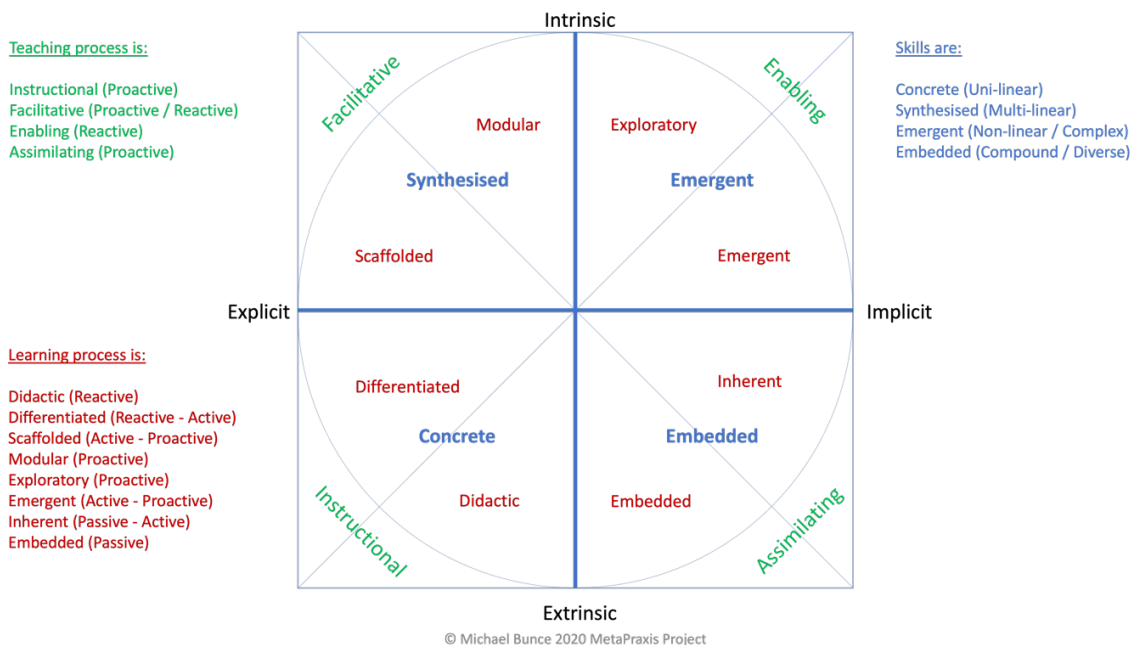 Intrinsic
Teaching process is:
Instructional (Proactive)
Facilitative (Proactive / Reactive)
Enabling (Reactive)
Assimilating (Proactive)
Skills are:
Concrete (Uni-linear)
Synthesised (Multi-linear)
Emergent (Non-linear / Complex)
Embedded (Compound / Diverse)
Facilitative
Enabling
Modular
Exploratory
Synthesised
Emergent
Scaffolded
Emergent
Explicit
Implicit
Learning process is:
Didactic (Reactive)
Differentiated (Reactive - Active)
Scaffolded (Active - Proactive)
Modular (Proactive)
Exploratory (Proactive)
Emergent (Active - Proactive)
Inherent (Passive - Active)
Embedded (Passive)
Differentiated
Inherent
Concrete
Embedded
Didactic
Embedded
Instructional
Assimilating
Extrinsic
© Michael Bunce 2020 MetaPraxis Project